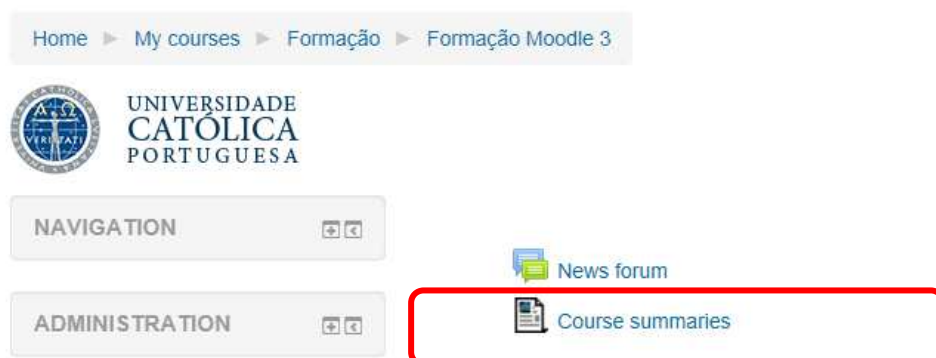 Home ► My courses ► Formação ► Formação Moodle 3
UNIVERSIDADE
CATÓLICA
PORTUGUESA
NAVIGATION
News forum
ADMINISTRATION
Course summaries